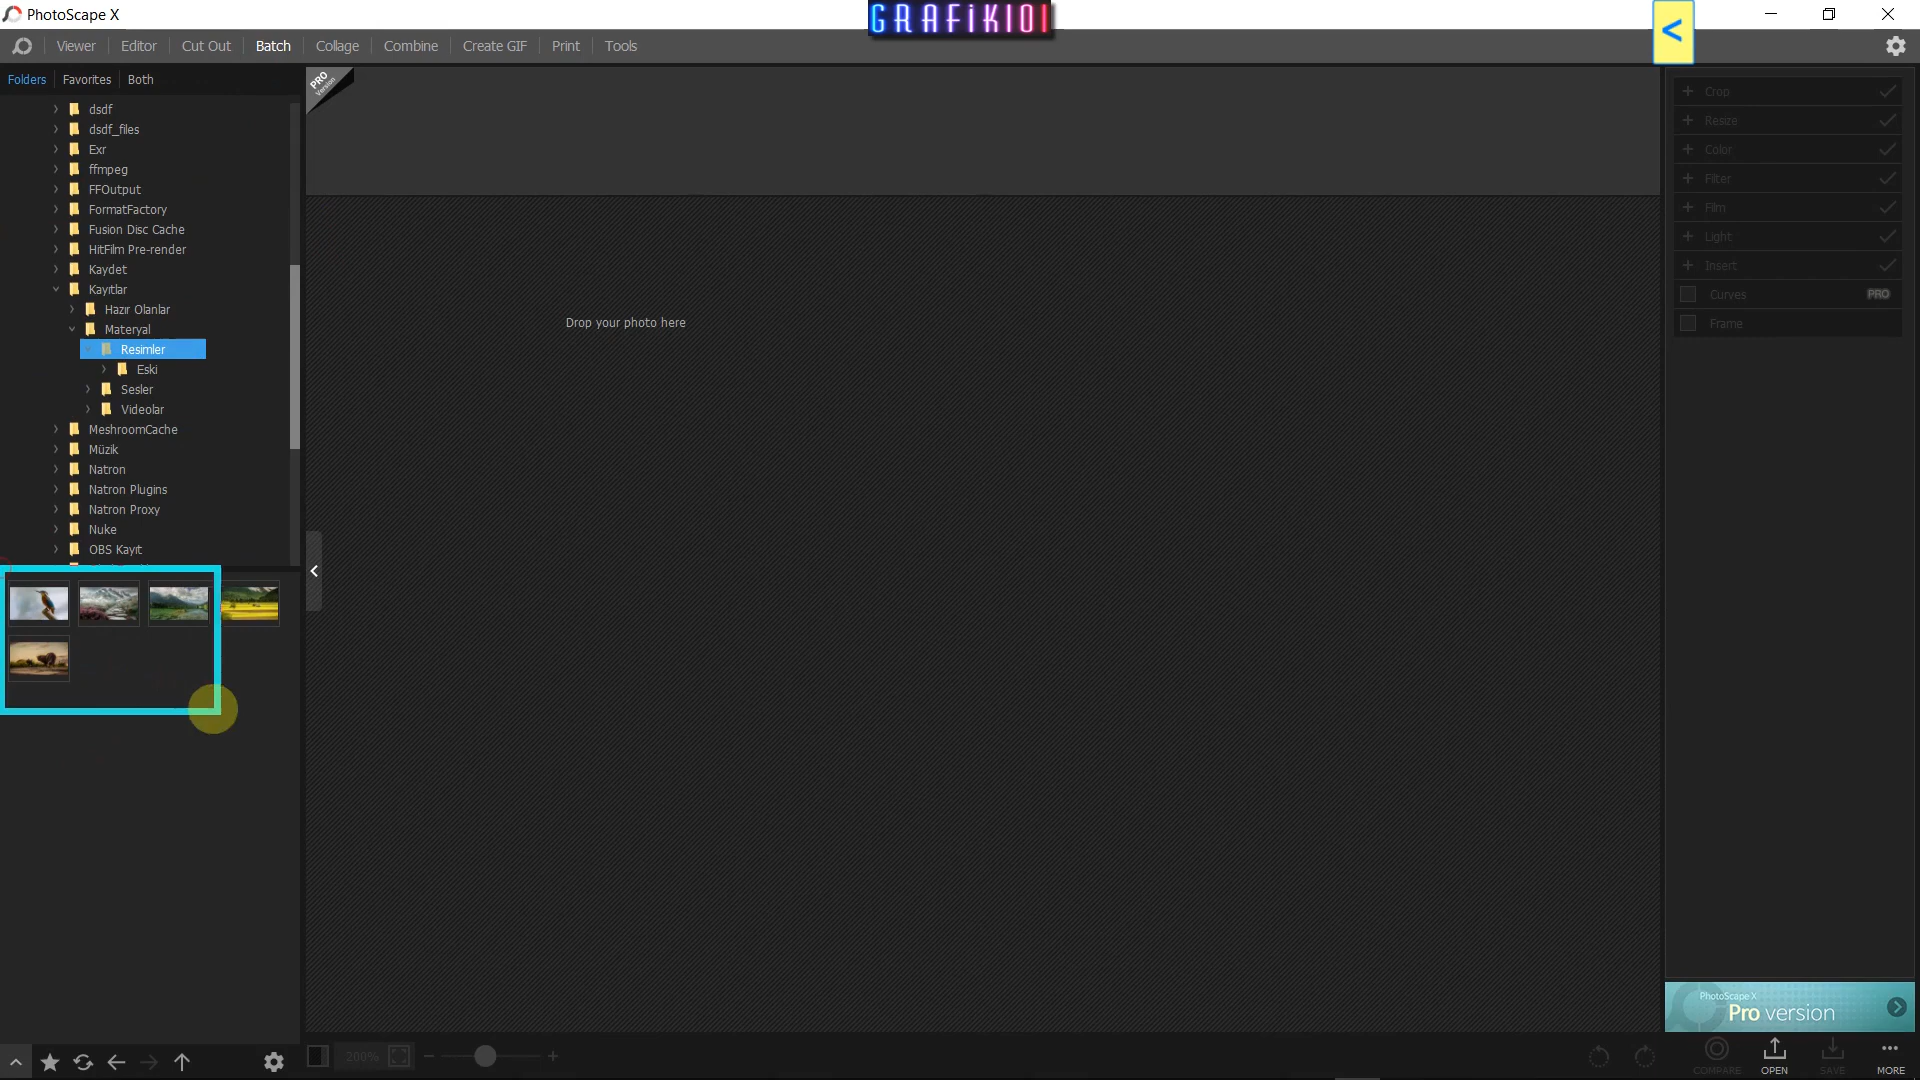 PhotoScape X
GRAFiK101
<
Viewer
Editor
Cut Out
Batch
Collage
Combine
Create GIF
Print
Tools
Folders
Favorites
Both
dsdf
dsdf_files
Exr
ffmpeg
FFOutput
FormatFactory
Fusion Disc Cache
HitFilm Pre-render
Kaydet
Kayıtlar
Hazır Olanlar
Materyal
Resimler
Eski
Sesler
Videolar
MeshroomCache
Müzik
Natron
Natron Plugins
Natron Proxy
Nuke
OBS Kayıt
PRO
Version
Drop your photo here
Crop
Resize
Color
Filter
Film
Light
Insert
Curves PRO
Frame
PhotoScape X
Pro version
200%
COMPARE
OPEN
SAVE
MORE